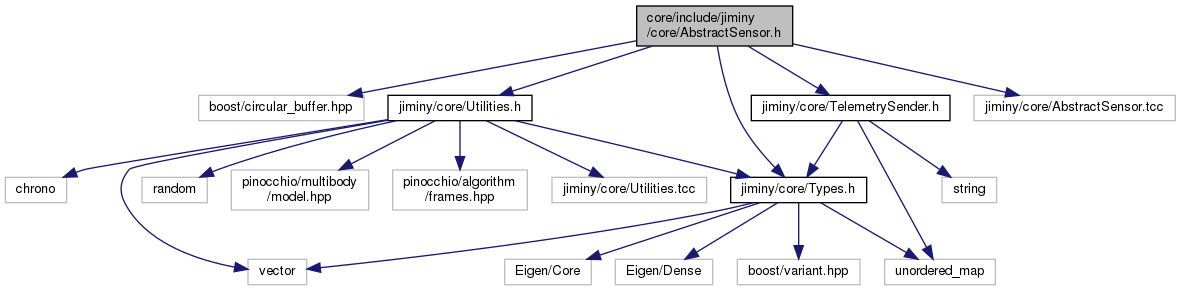 core/include/jiminy
/core/AbstractSensor.h
boost/circular_buffer.hpp
jiminy/core/Utilities.h
jiminy/core/TelemetrySender.h
jiminy/core/AbstractSensor.tcc
chrono
random
pinocchio/multibody
/model.hpp
pinocchio/algorithm
/frames.hpp
jiminy/core/Utilities.tcc
jiminy/core/Types.h
string
vector
Eigen/Core
Eigen/Dense
boost/variant.hpp
unordered_map